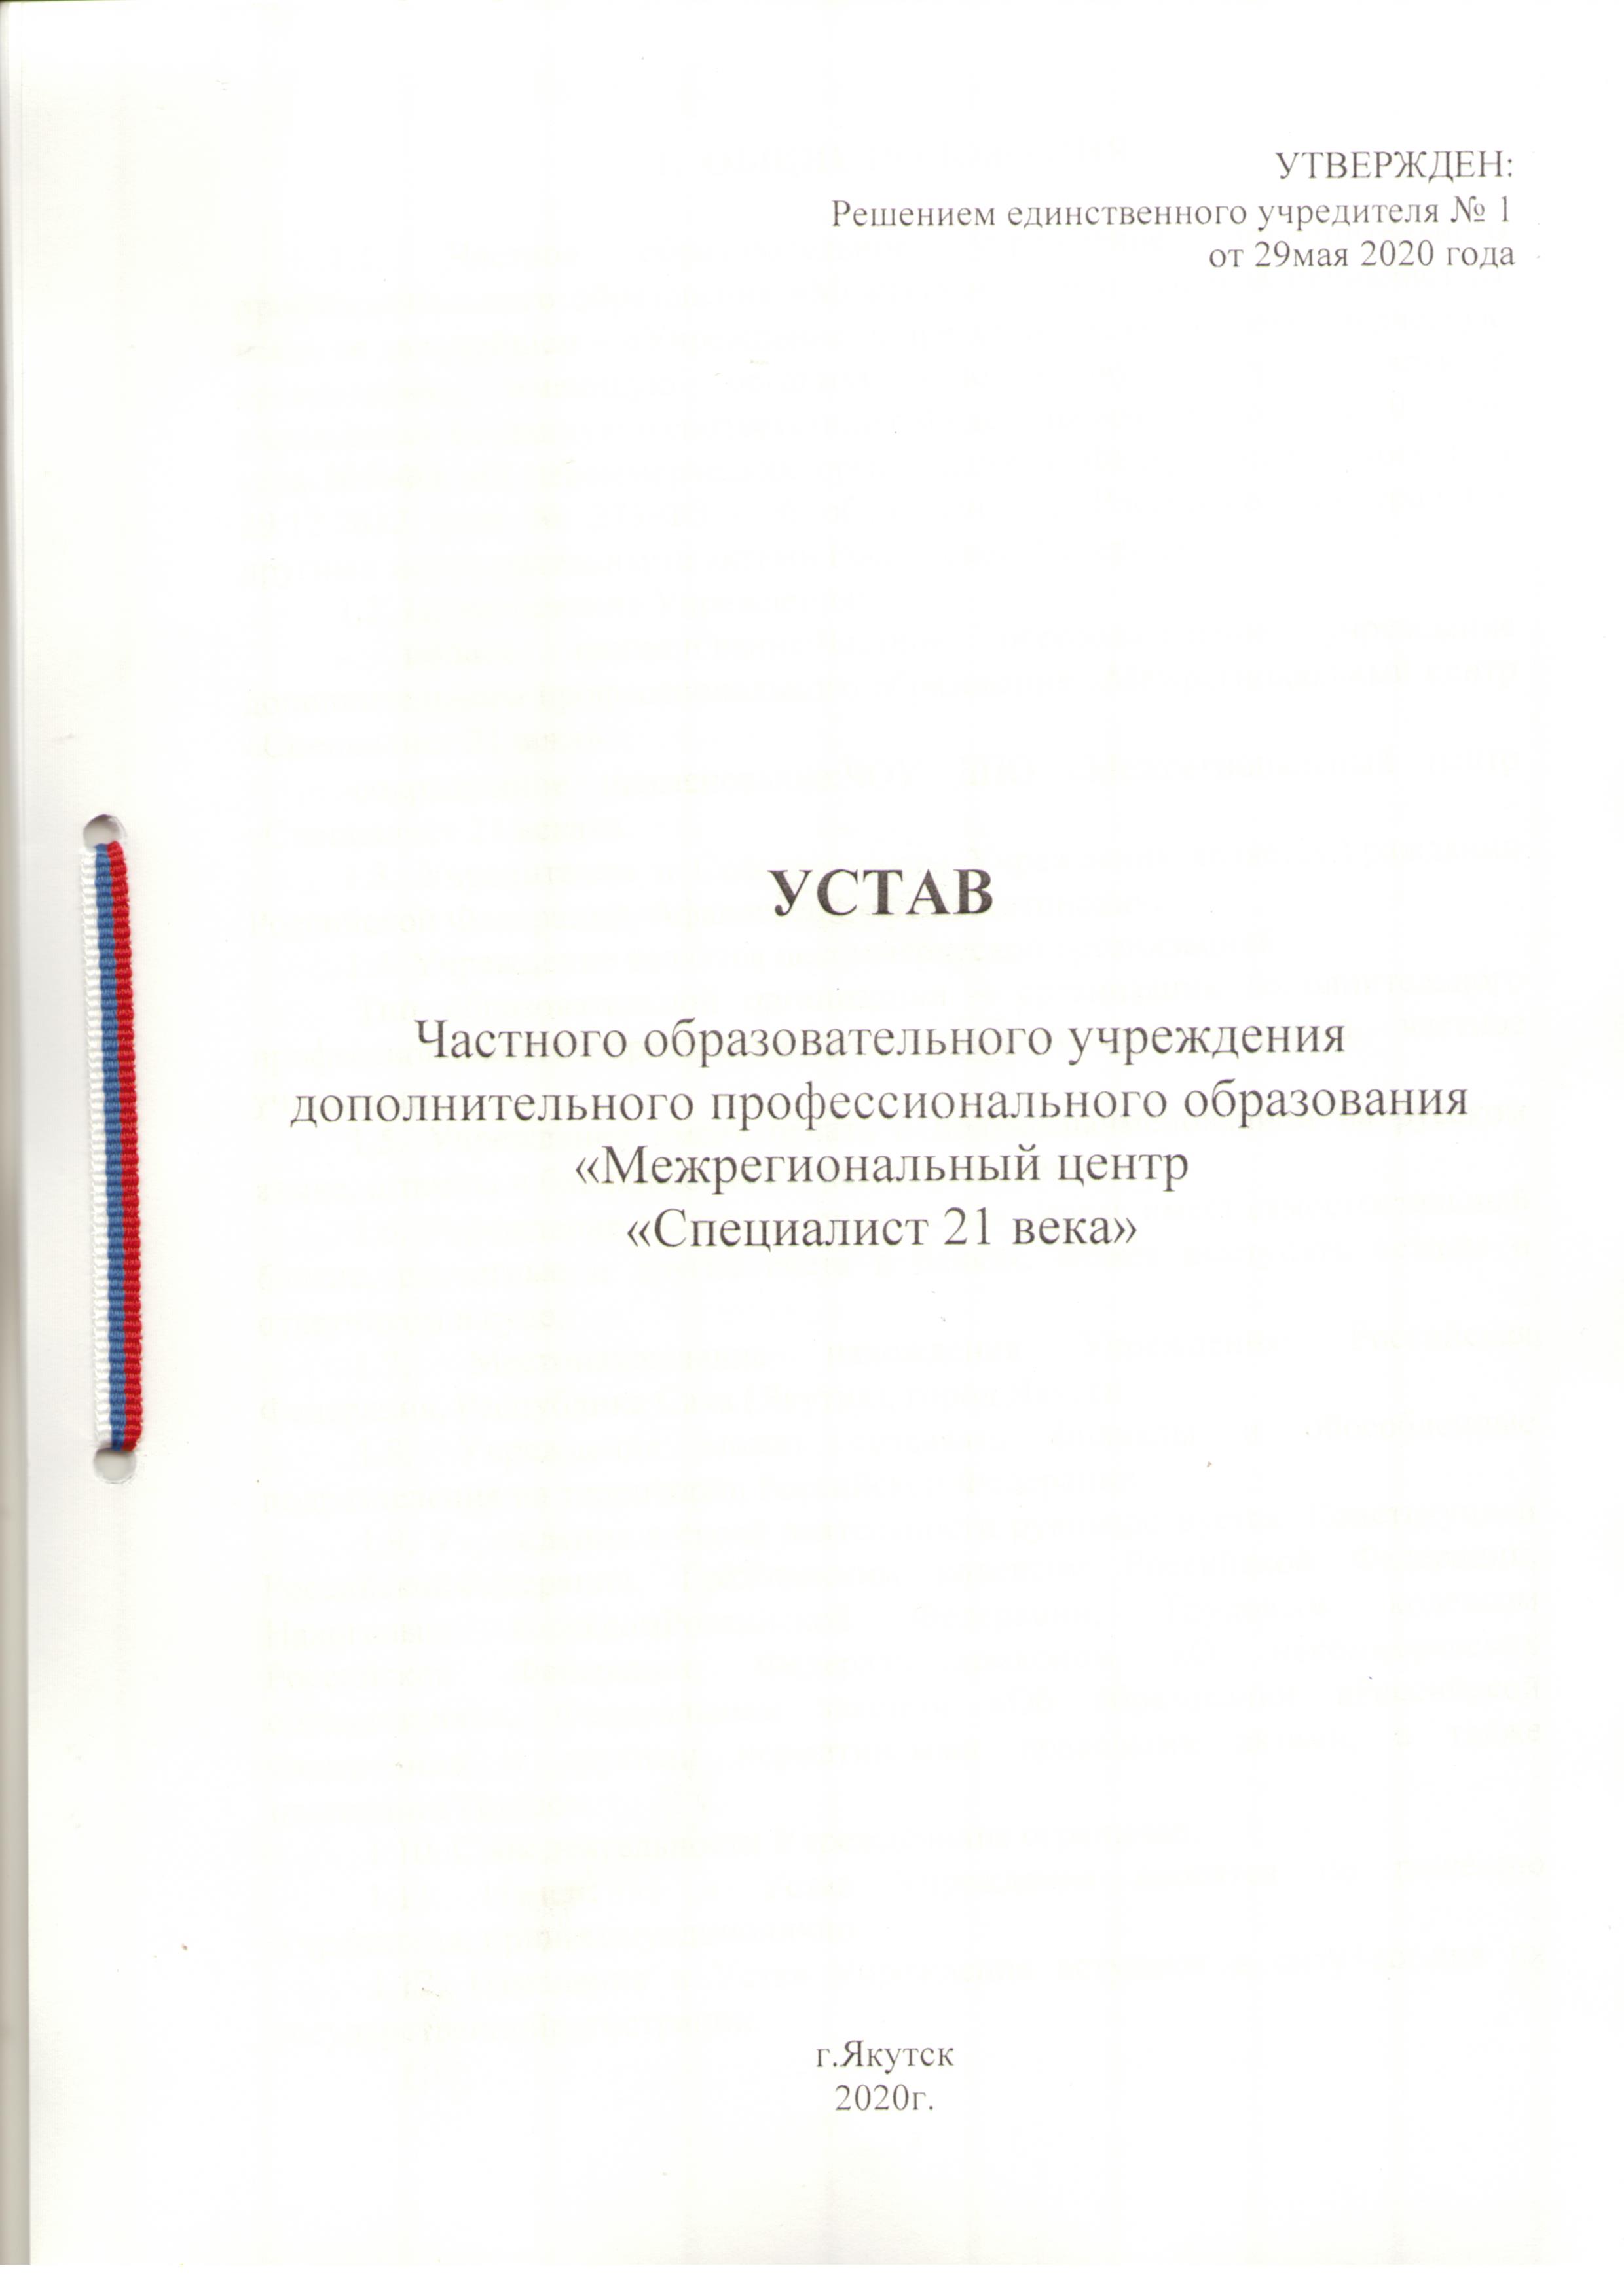 УТВЕРЖДЕН:
Решением единственного учредителя № 1
от 29мая 2020 года
УСТАВ
Частного образовательного учреждения
дополнительного профессионального образования
«Межрегиональный центр
«Специалист 21 века»
г.Якутск
2020г.